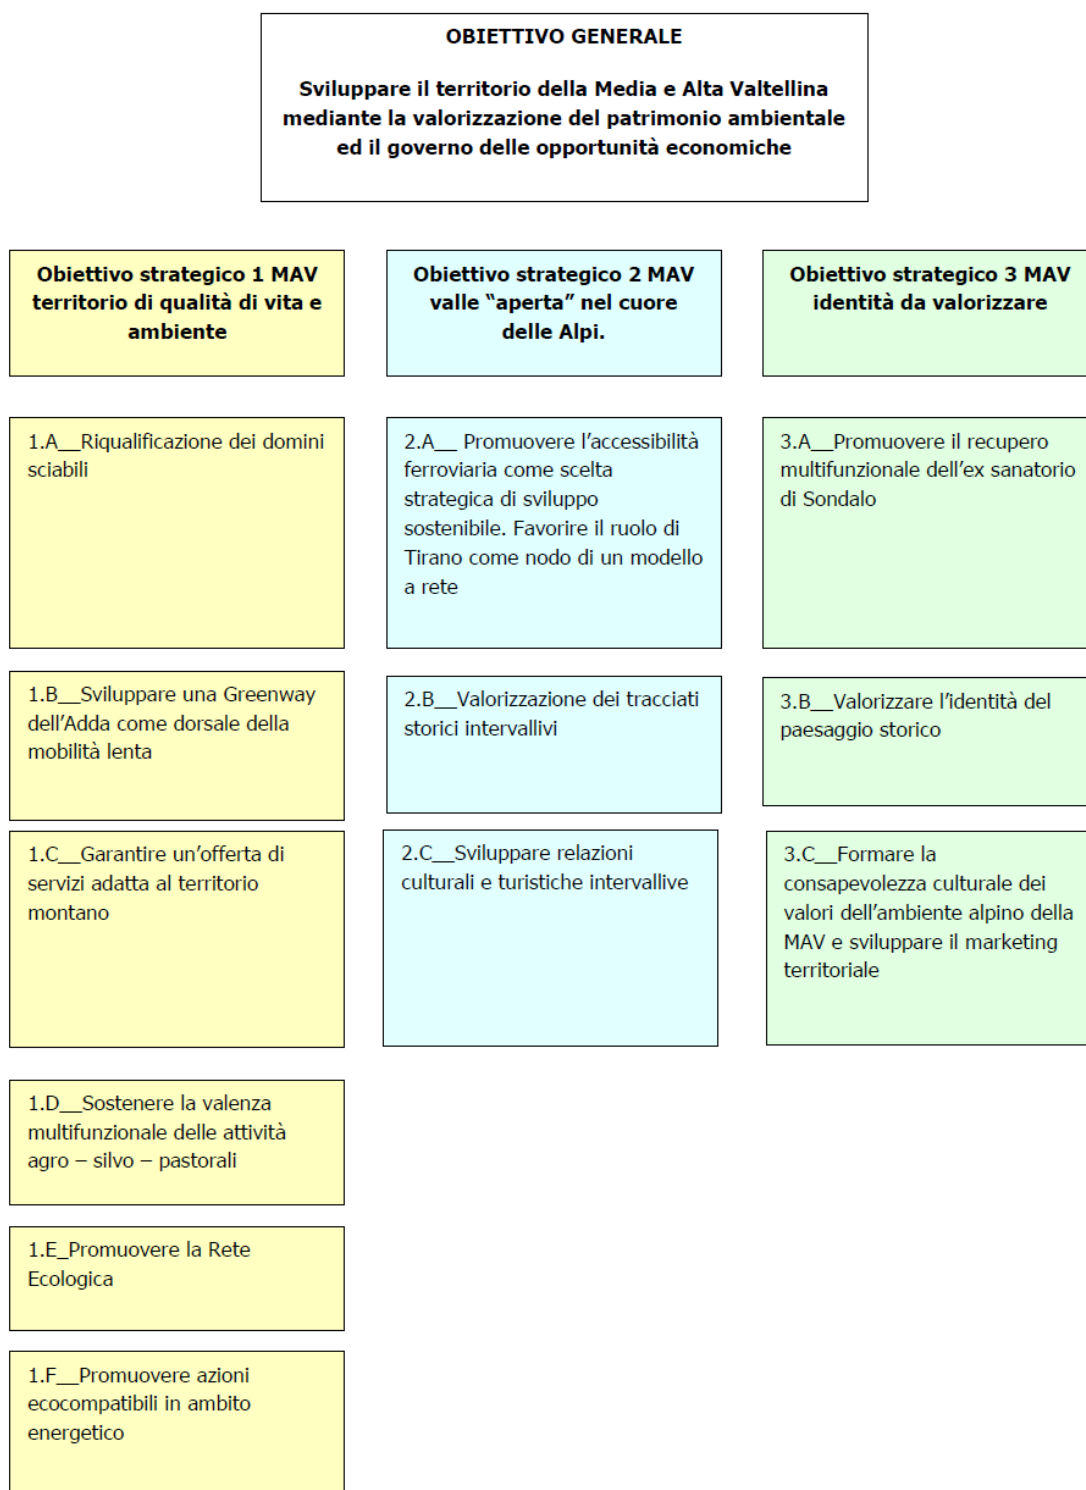 OBIETTIVO GENERALE
Sviluppare il territorio della Media e Alta Valtellina
mediante la valorizzazione del patrimonio ambientale
ed il governo delle opportunità economiche
Obiettivo strategico 1 MAV
territorio di qualità di vita e
ambiente
Obiettivo strategico 2 MAV
valle “aperta” nel cuore
delle Alpi.
Obiettivo strategico 3 MAV
identità da valorizzare
1.A__Riqualificazione dei domini
sciabili
2.A__ Promuovere l’accessibilità
ferroviaria come scelta
strategica di sviluppo
sostenibile. Favorire il ruolo di
Tirano come nodo di un modello
a rete
3.A__Promuovere il recupero
multifunzionale dell’ex sanatorio
di Sondalo
1.B__Sviluppare una Greenway
dell’Adda come dorsale della
mobilità lenta
2.B__Valorizzazione dei tracciati
storici intervallivi
3.B__Valorizzare l’identità del
paesaggio storico
1.C__Garantire un’offerta di
servizi adatta al territorio
montano
2.C__Sviluppare relazioni
culturali e turistiche intervallive
3.C__Formare la
consapevolezza culturale dei
valori dell’ambiente alpino della
MAV e sviluppare il marketing
territoriale
1.D__Sostenere la valenza
multifunzionale delle attività
agro – silvo – pastorali
1.E_Promuovere la Rete
Ecologica
1.F__Promuovere azioni
ecocompatibili in ambito
energetico